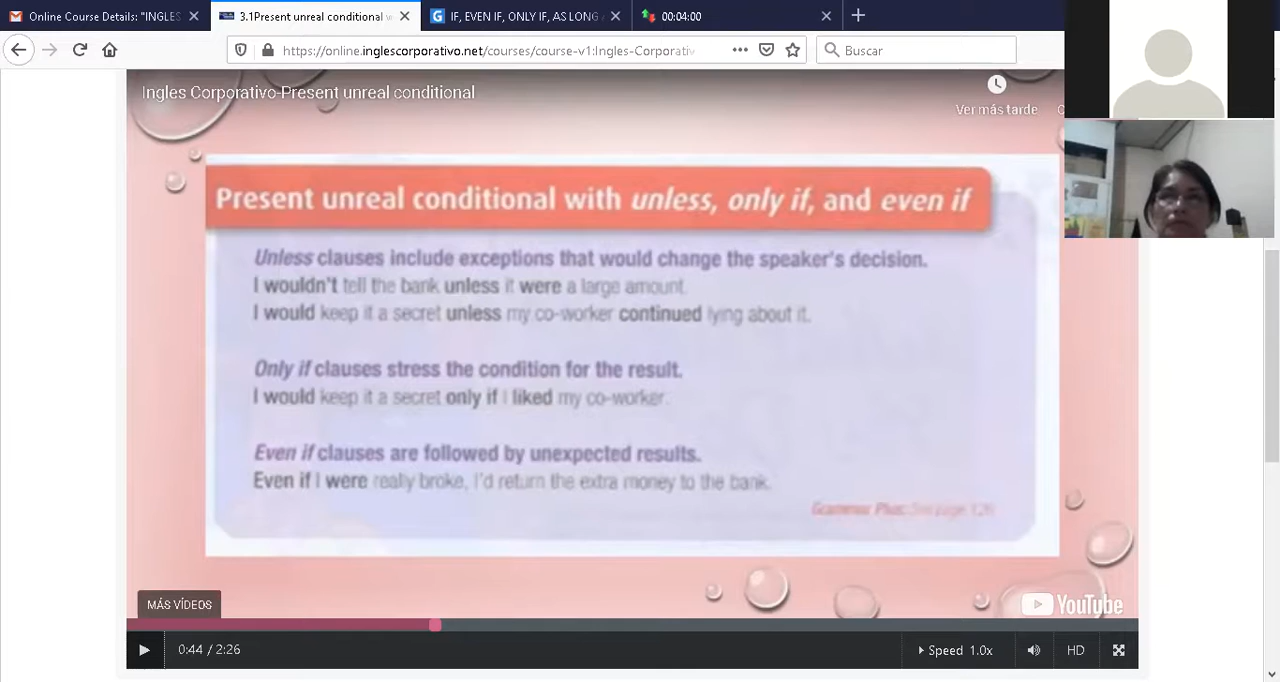 Online Course Details: "INGLES
3.1Present unreal conditional
IF, EVEN IF, ONLY IF, AS LONG
00:04:00
https://online.inglescorporativo.net/courses/course-v1:Ingles-Corporativ
Buscar
Ingles Corporativo-Present unreal conditional
Ver más tarde
Present unreal conditional with unless, only if, and even if
Unless clauses include exceptions that would change the speaker's decision.
I wouldn't tell the bank unless it were a large amount.
I would keep it a secret unless my co-worker continued lying about it.
Only if clauses stress the condition for the result.
I would keep it a secret only if I liked my co-worker.
Even if clauses are followed by unexpected results.
Even if I were really broke, I'd return the extra money to the bank.
Grammar Plus: See page
MÁS VÍDEOS
YouTube
0:44 / 2:26
Speed 1.0x
HD